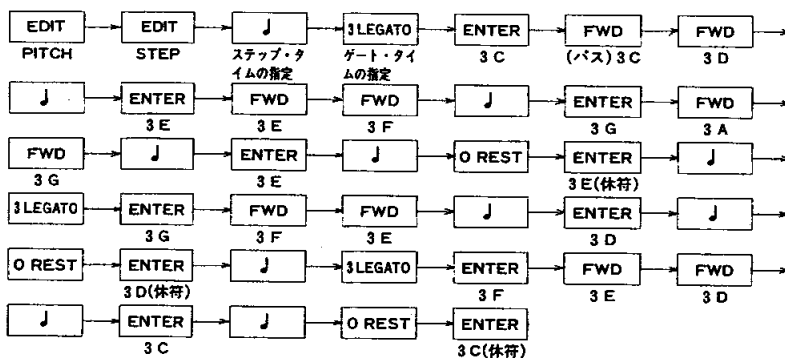 EDIT EDIT ♩ 3 LEGATO ENTER FWD FWD
PITCH STEP ステップ・タイムの指定 ゲート・タイムの指定 3 C (パス) 3 C 3 D
♩ ENTER FWD FWD ♩ ENTER FWD
3 E 3 E 3 F 3 G 3 A
FWD ♩ ENTER ♩ 0 REST ENTER ♩
3 G 3 E 3 E(休符)
3 LEGATO ENTER FWD FWD ♩ ENTER ♩
3 G 3 F 3 E 3 D
0 REST ENTER ♩ 3 LEGATO ENTER FWD FWD
3 D(休符) 3 F 3 E 3 D
♩ ENTER ♩ 0 REST ENTER
3 C 3 C(休符)